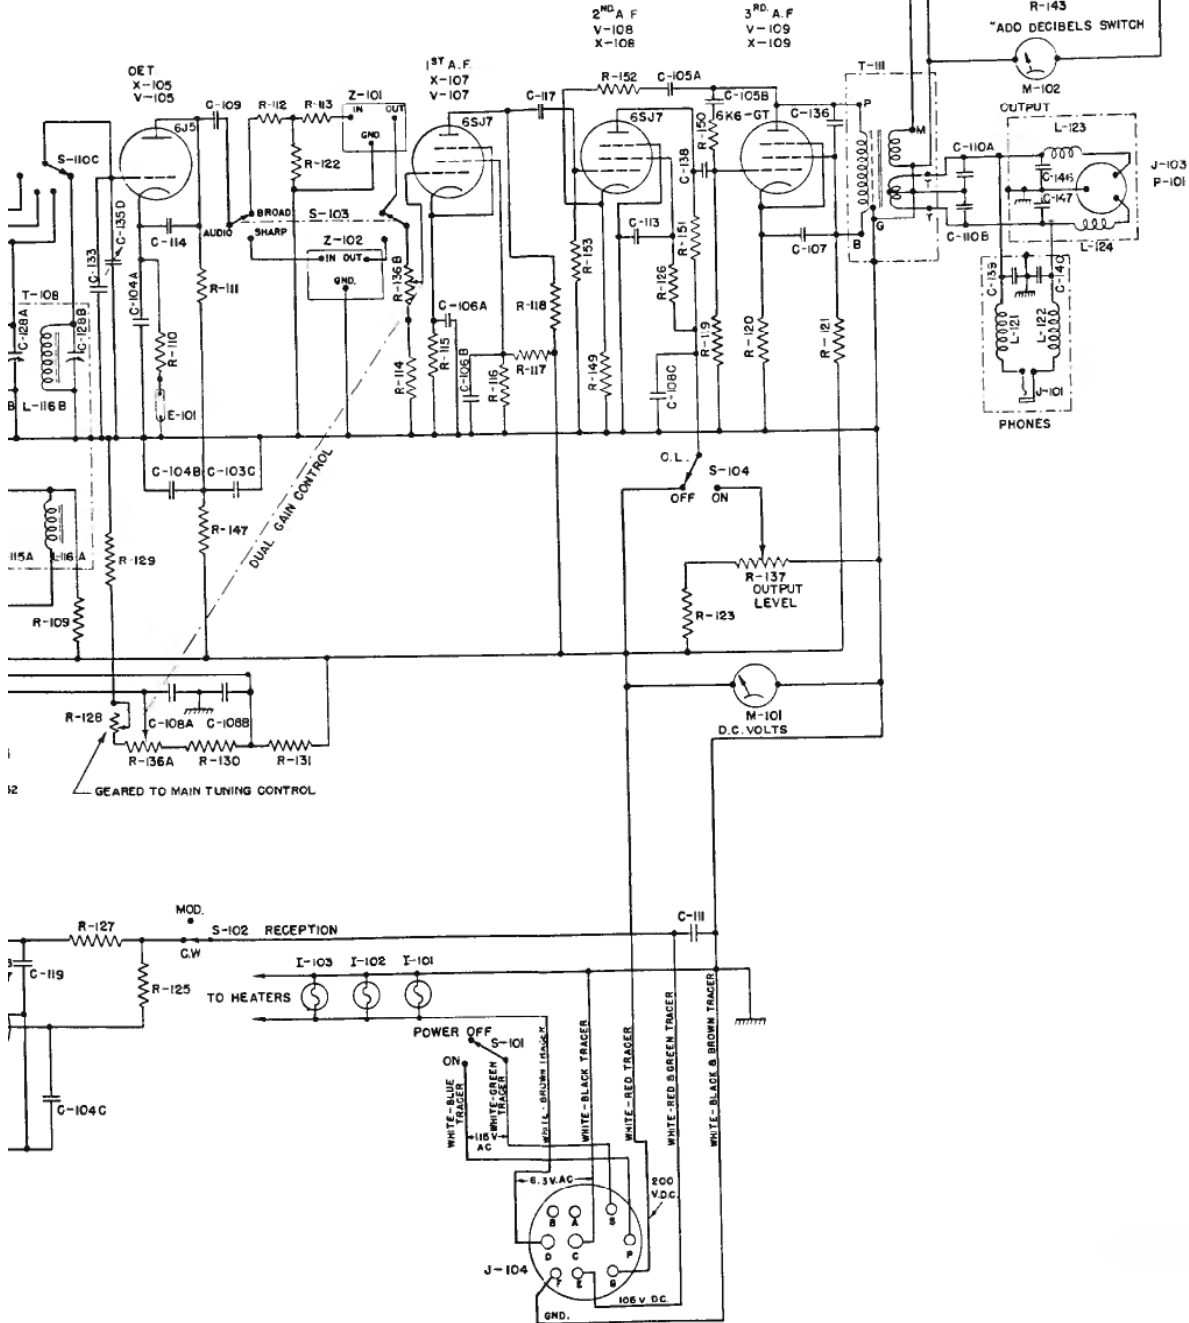 R-143
"ADD DECIBELS SWITCH
M-102
2ND A.F
V-108
X-108
3RD. A.F
V-109
X-109
DET
X-105
V-105
1ST A.F.
X-107
V-107
R-152
C-105A
C-105B
T-111
C-109
R-112
R-113
Z-101
IN
OUT
GND.
6J5
6SJ7
C-117
6SJ7
R-150
6K6-GT
C-136
P
M
OUTPUT
L-123
C-110A
C-146
C-147
J-103
P-101
S-110C
R-122
C-138
C-135D
C-114
AUDIO
BROAD
S-103
SHARP
Z-102
IN OUT
GND.
R-136B
R-153
C-113
R-151
C-107
B
G
T
T
C-110B
L-124
C-133
C-104A
R-111
T-108
C-128A
C-128B
R-110
C-106A
R-118
R-126
R-119
R-120
R-121
C-139
C-140
L-121
L-122
R-114
R-115
C-106B
R-116
R-117
R-149
C-108C
J-101
PHONES
B
L-116B
E-101
C-104B
C-103C
DUAL GAIN CONTROL
O.L.
S-104
OFF
ON
R-147
115A
L-116A
R-129
R-137
OUTPUT
LEVEL
R-109
R-123
M-101
D.C. VOLTS
R-128
C-108A
C-108B
R-136A
R-130
R-131
GEARED TO MAIN TUNING CONTROL
MOD.
R-127
S-102
RECEPTION
C-111
C.W
C-119
R-125
I-103
I-102
I-101
TO HEATERS
POWER OFF
S-101
ON
C-104C
WHITE-BLUE
TRACER
WHITE-GREEN
TRACER
WHITE-BROWN TRACER
WHITE-BLACK TRACER
WHITE-RED TRACER
WHITE-RED & GREEN TRACER
WHITE-BLACK & BROWN TRACER
115 V
AC
6.3V. AC
200
V.D.C.
B
A
S
D
C
P
J-104
F
E
G
105 V DC.
GND.